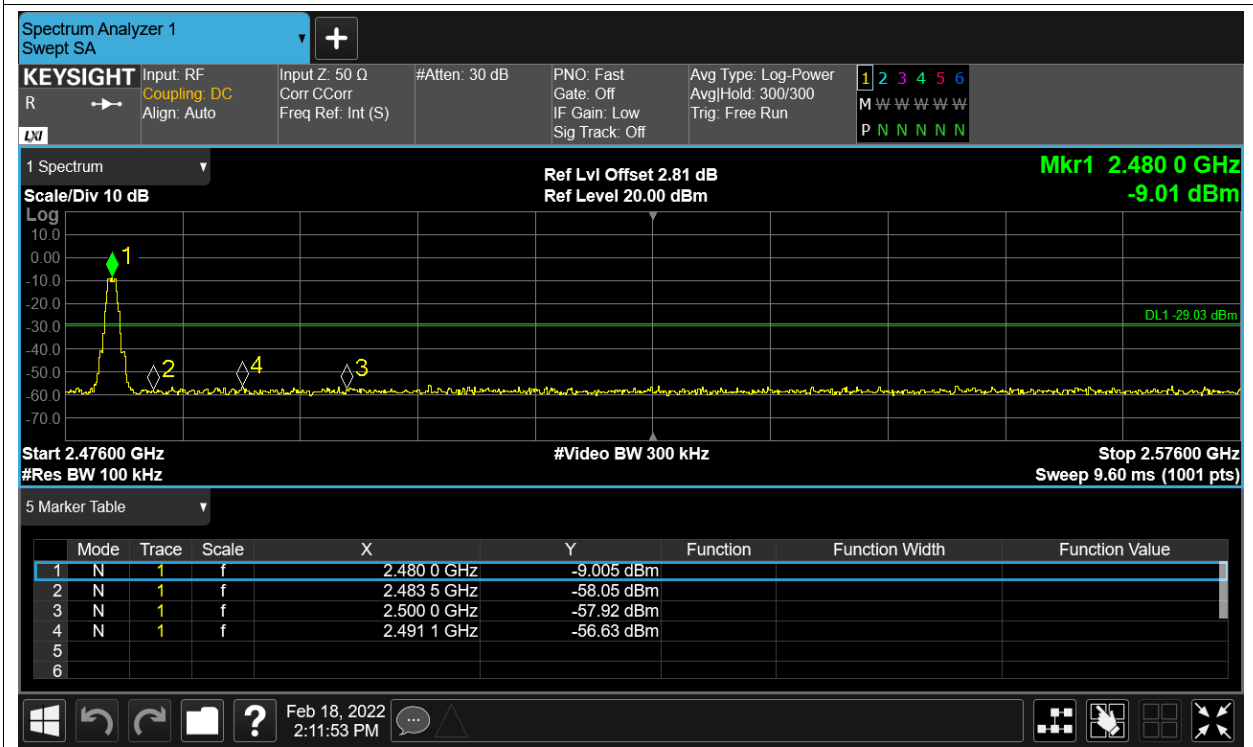 Spectrum Analyzer 1
Swept SA
KEYSIGHT Input: RF Input Z: 50 Ω #Atten: 30 dB PNO: Fast Avg Type: Log-Power 1 2 3 4 5 6
R Coupling: DC Corr CCorr Gate: Off Avg|Hold: 300/300 M W W W W W W
Align: Auto Freq Ref: Int (S) IF Gain: Low Trig: Free Run
LXI Sig Track: Off P N N N N N N
1 Spectrum Ref Lvl Offset 2.81 dB Mkr1 2.480 0 GHz
Scale/Div 10 dB Ref Level 20.00 dBm -9.01 dBm
Log
10.0
0.00 1
-10.0
-20.0
DL1 -29.03 dBm
-30.0
-40.0
-50.0 2 4 3
-60.0
-70.0
Start 2.47600 GHz #Video BW 300 kHz Stop 2.57600 GHz
#Res BW 100 kHz Sweep 9.60 ms (1001 pts)
5 Marker Table
Mode Trace Scale X Y Function Function Width Function Value
1 N 1 f 2.480 0 GHz -9.005 dBm
2 N 1 f 2.483 5 GHz -58.05 dBm
3 N 1 f 2.500 0 GHz -57.92 dBm
4 N 1 f 2.491 1 GHz -56.63 dBm
5
6
? Feb 18, 2022
2:11:53 PM